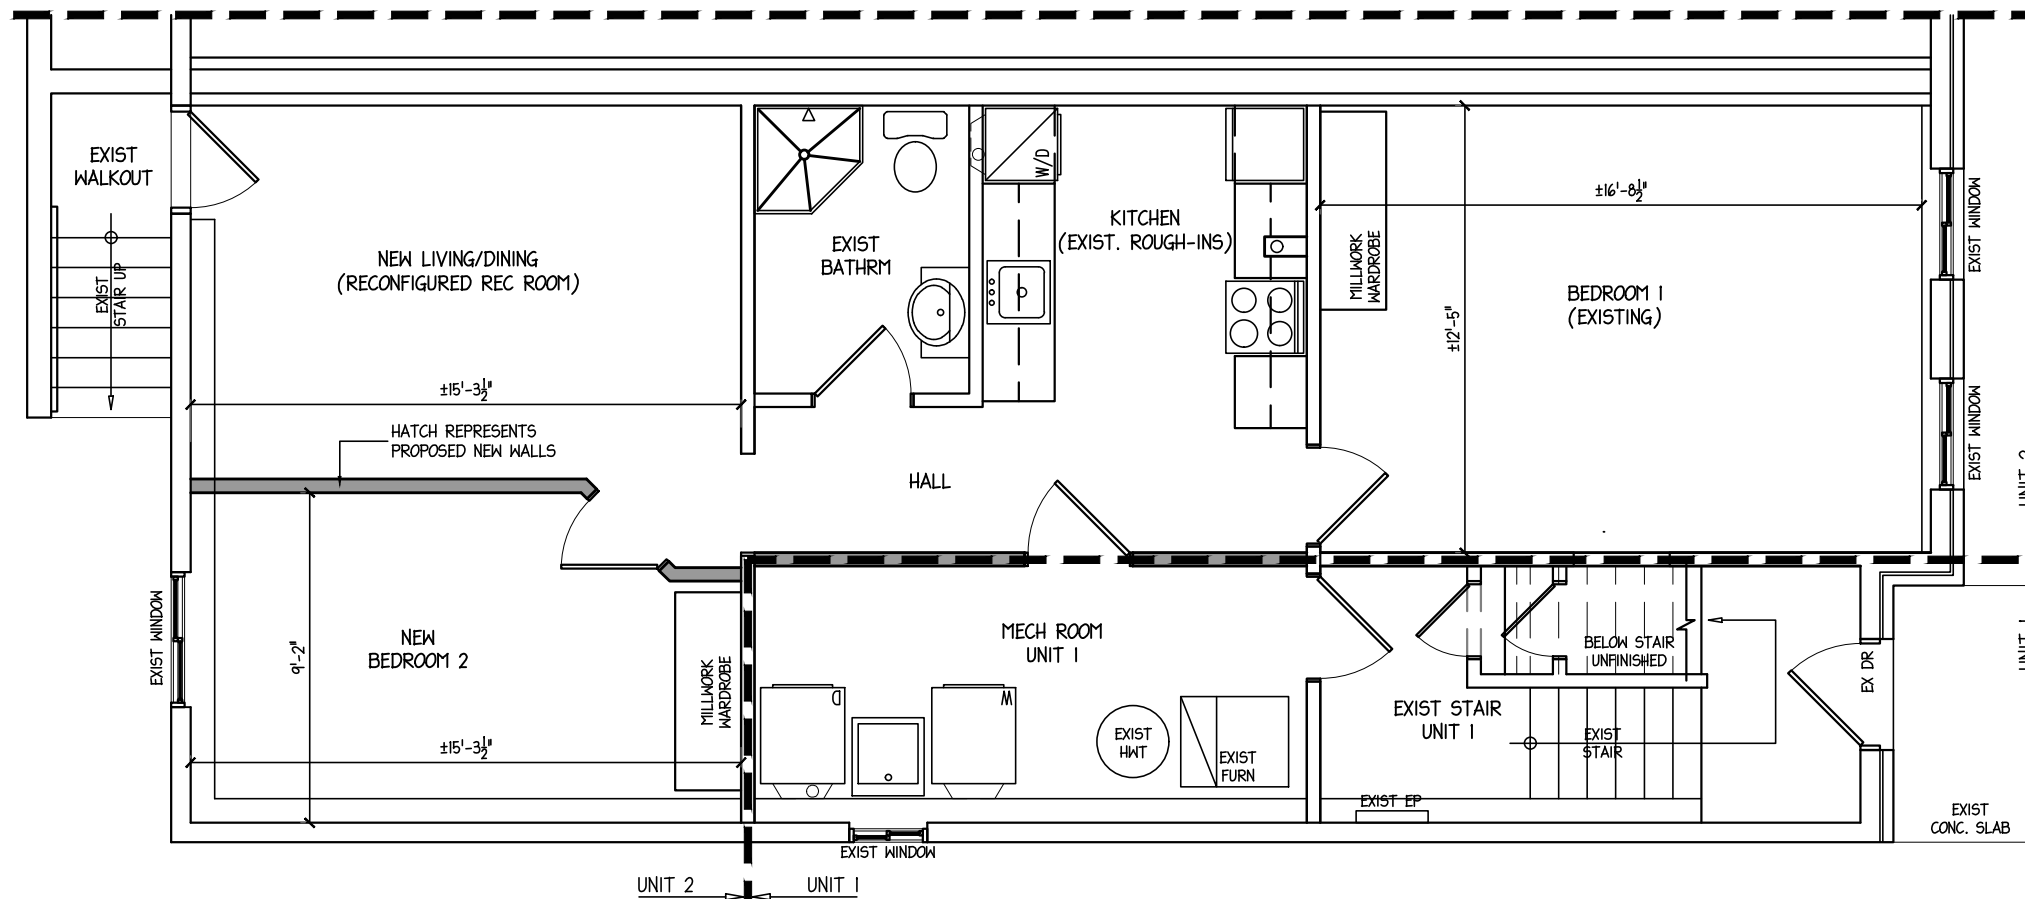 EXIST
WALKOUT
EXIST
STAIR UP
NEW LIVING/DINING
(RECONFIGURED REC ROOM)
±15'-3½"
HATCH REPRESENTS
PROPOSED NEW WALLS
EXIST
BATHRM
W/D
KITCHEN
(EXIST. ROUGH-INS)
MILLWORK
WARDROBE
±16'-8½"
±12'-5"
BEDROOM 1
(EXISTING)
EXIST WINDOW
EXIST WINDOW
HALL
UNIT 2
UNIT 1
EXIST WINDOW
9'-2"
NEW
BEDROOM 2
±15'-3½"
MILLWORK
WARDROBE
MECH ROOM
UNIT 1
D
W
EXIST
HWT
EXIST
FURN
EXIST STAIR
UNIT 1
BELOW STAIR
UNFINISHED
EXIST
STAIR
EX DR
EXIST EP
EXIST
CONC. SLAB
EXIST WINDOW
UNIT 2
UNIT 1